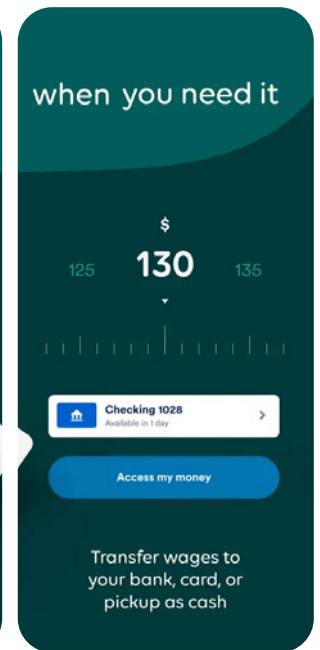 when you need it
$
125 130 135
Checking 1028
Available in 1 day
Access my money
Transfer wages to
your bank, card, or
pickup as cash